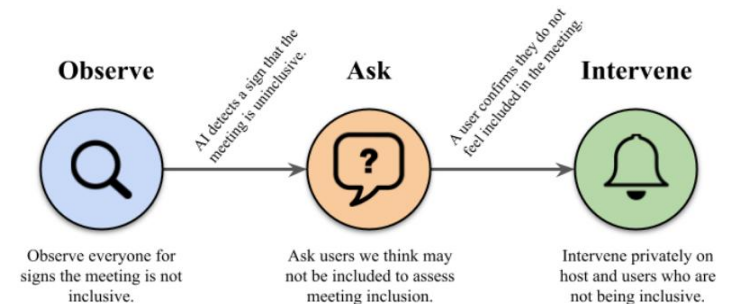 Observe
AI detects a sign that the
meeting is uninclusive.
Ask
A user confirms they do not
feel included in the meeting.
Intervene
?
Observe everyone for
signs the meeting is not
inclusive.
Ask users we think may
not be included to assess
meeting inclusion.
Intervene privately on
host and users who are
not being inclusive.